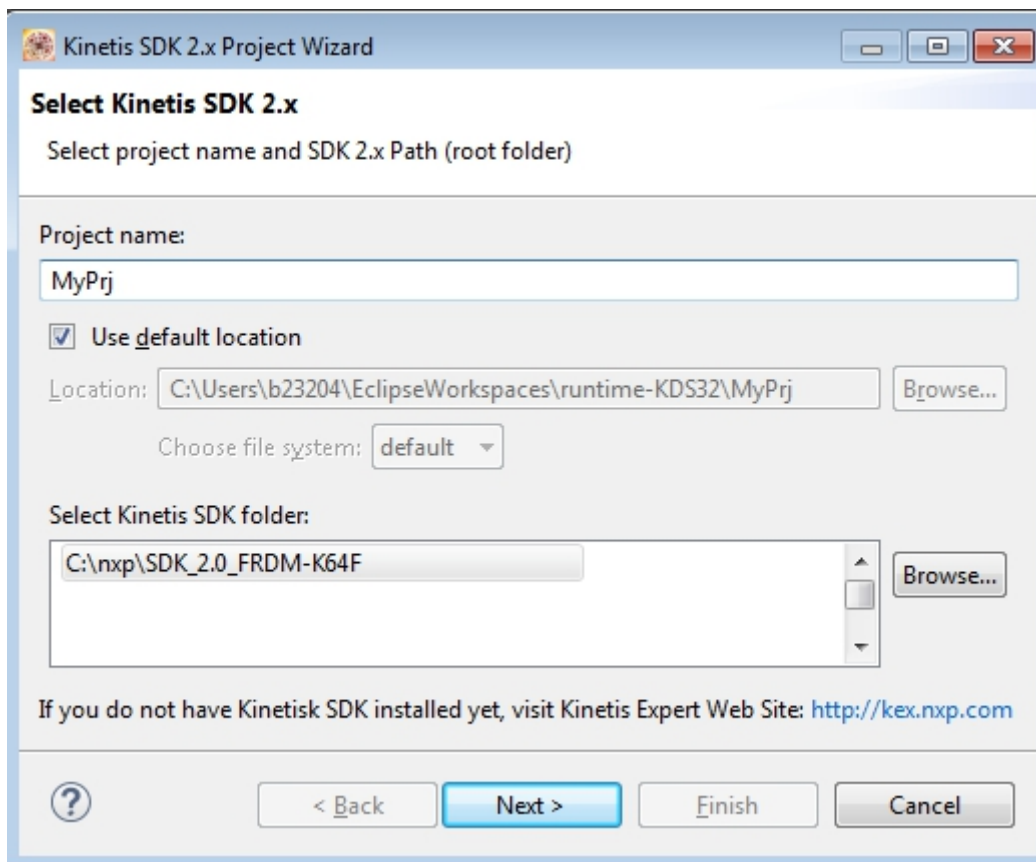 Kinetis SDK 2.x Project Wizard
Select Kinetis SDK 2.x
Select project name and SDK 2.x Path (root folder)
Project name:
MyPrj
Use default location
Location: C:\Users\b23204\EclipseWorkspaces\runtime-KDS32\MyPrj Browse...
Choose file system: default
Select Kinetis SDK folder:
C:\nxp\SDK_2.0_FRDM-K64F
Browse...
If you do not have Kinetisk SDK installed yet, visit Kinetis Expert Web Site: http://kex.nxp.com
? < Back Next > Finish Cancel